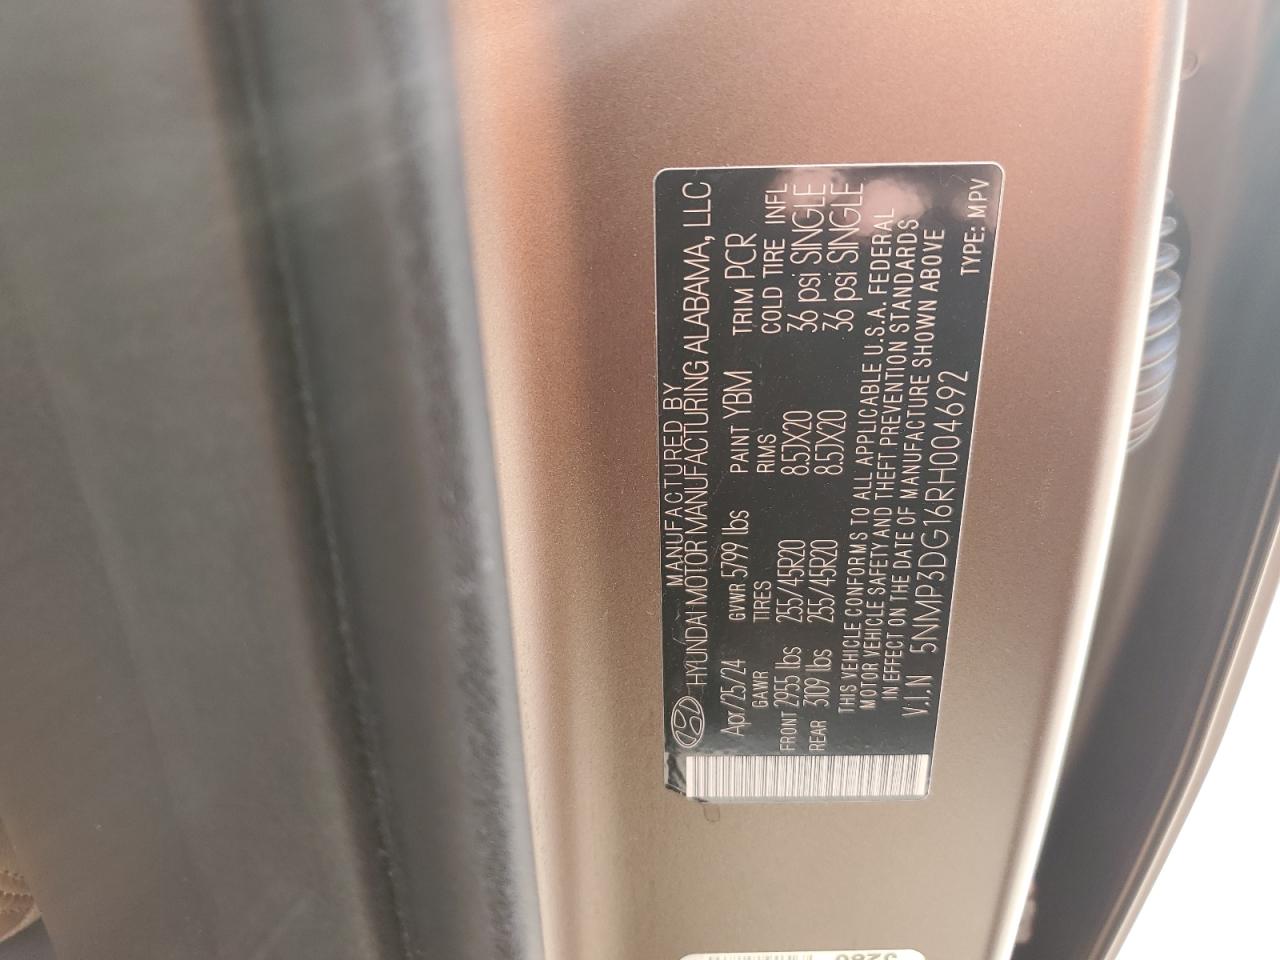 MANUFACTURED BY
HYUNDAI MOTOR MANUFACTURING ALABAMA, LLC
Apr/25/24 GVWR 5799 lbs PAINT YBM TRIM PCR
GAWR TIRES RIMS COLD TIRE INFL
FRONT 2955 lbs 255/45R20 8.5JX20 36 psi SINGLE
REAR 3109 lbs 255/45R20 8.5JX20 36 psi SINGLE
THIS VEHICLE CONFORMS TO ALL APPLICABLE U.S.A. FEDERAL
MOTOR VEHICLE SAFETY AND THEFT PREVENTION STANDARDS
IN EFFECT ON THE DATE OF MANUFACTURE SHOWN ABOVE
V.I.N 5NMP3DG16RH004692 TYPE: MPV